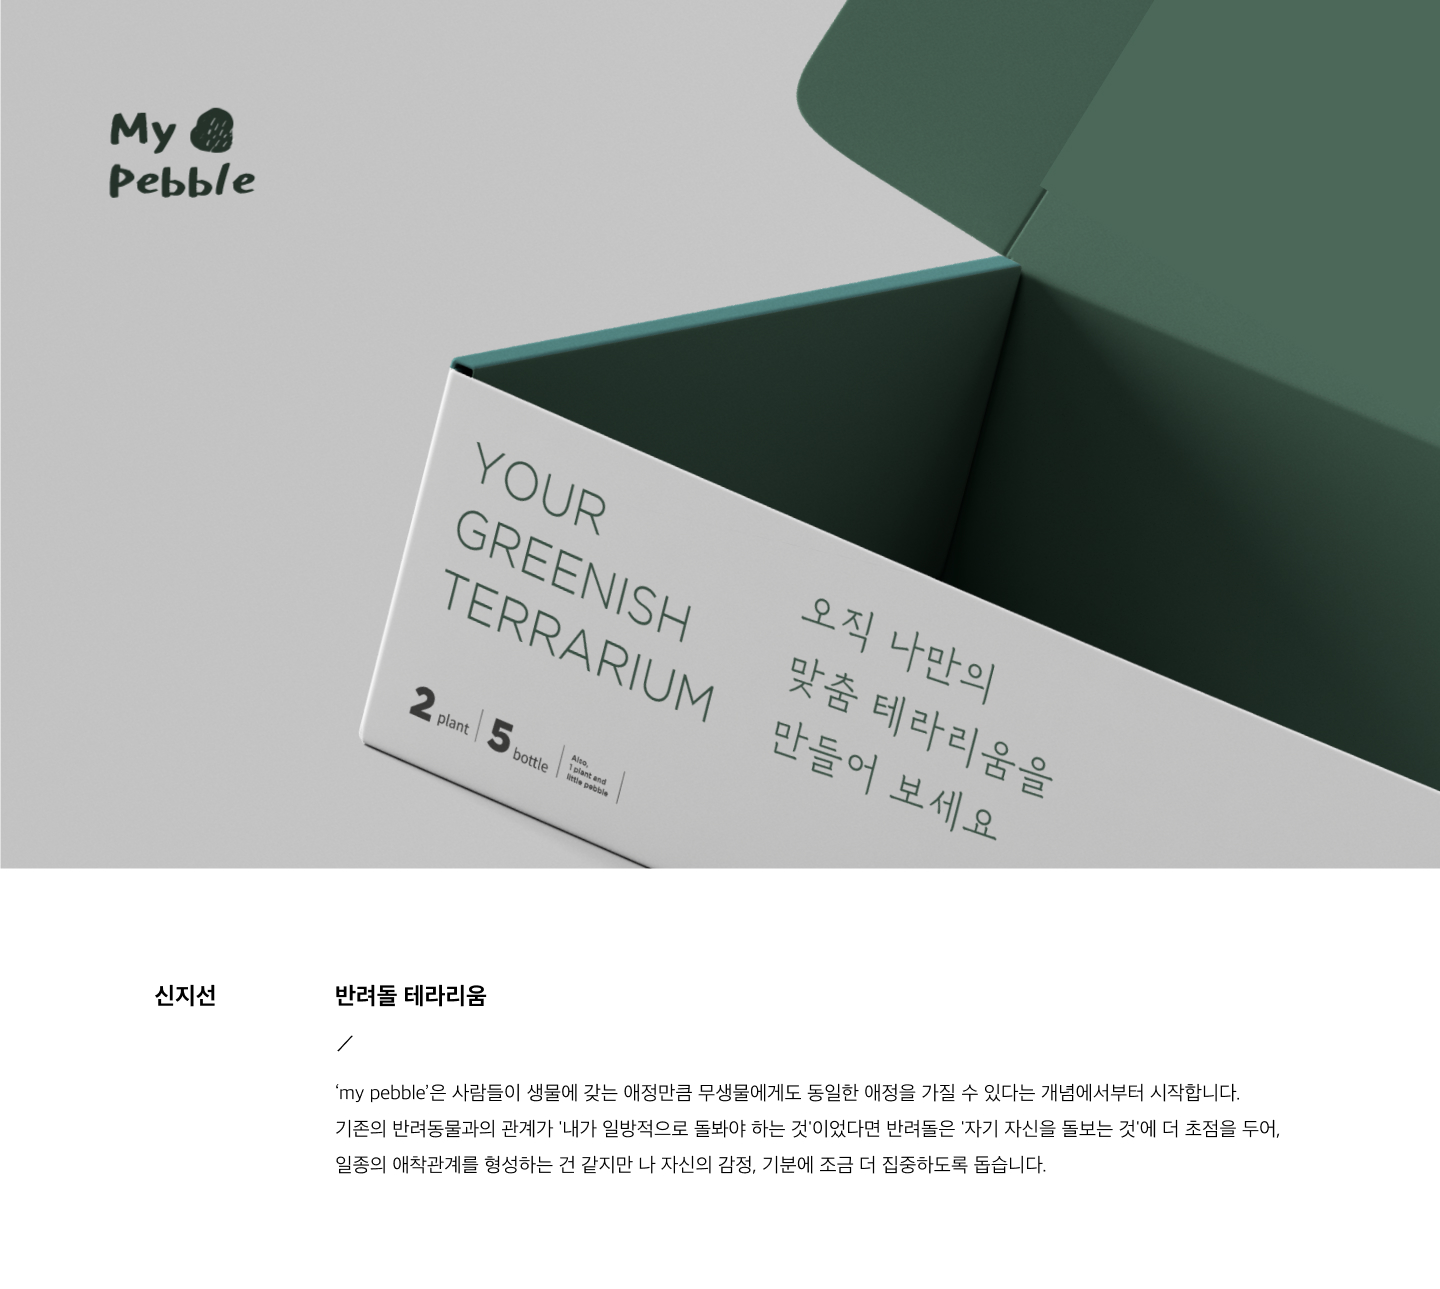 My
Pebble
YOUR
GREENISH
TERRARIUM
2 plant
5 bottle
Also,
1 plant and
little pebble
오직 나만의
맞춤 테라리움을
만들어 보세요
신지선
반려돌 테라리움
/
‘my pebble’은 사람들이 생물에 갖는 애정만큼 무생물에게도 동일한 애정을 가질 수 있다는 개념에서부터 시작합니다.
기존의 반려동물과의 관계가 '내가 일방적으로 돌봐야 하는 것'이었다면 반려돌은 '자기 자신을 돌보는 것'에 더 초점을 두어,
일종의 애착관계를 형성하는 건 같지만 나 자신의 감정, 기분에 조금 더 집중하도록 돕습니다.